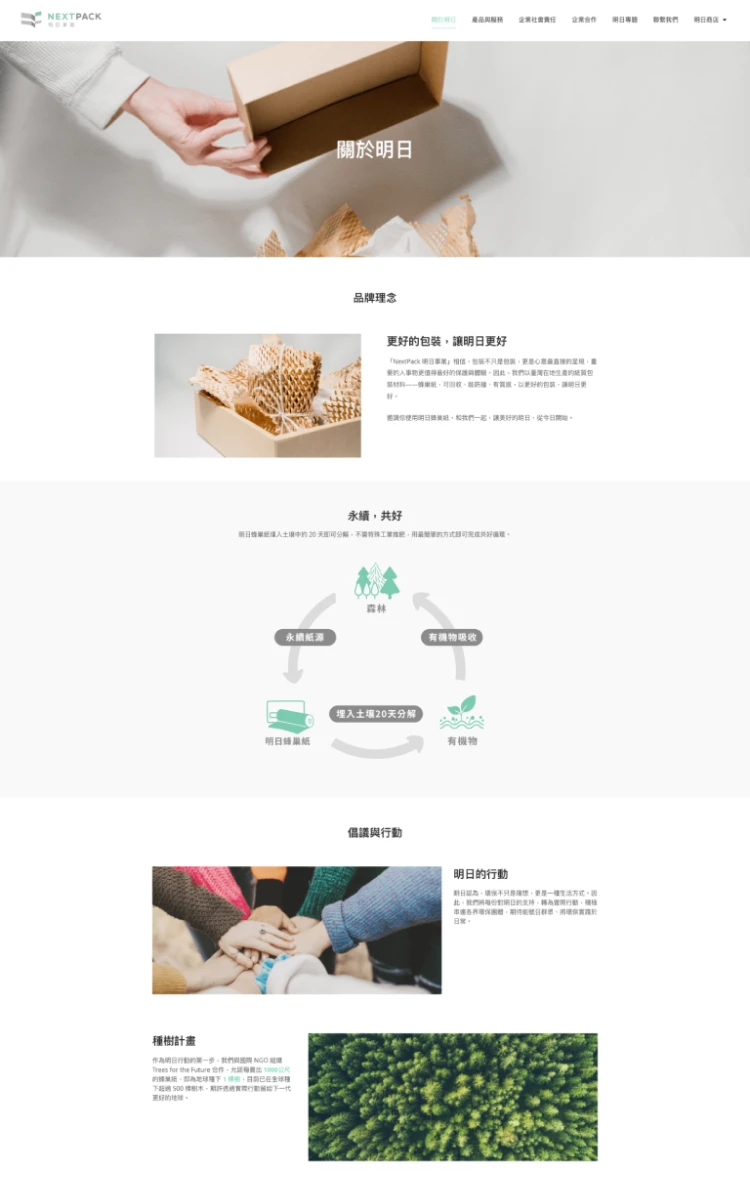 NEXTPACK
明日事業
關於明日
產品與服務
企業社會責任
企業合作
明日專題
聯繫我們
明日商店
關於明日
品牌理念
更好的包裝，讓明日更好
「NextPack 明日事業」相信，包裝不只是包裝，更是心意最直接的呈現，重
要的人事物更值得最好的保護與體驗。因此，我們以臺灣在地生產的紙質包
裝材料——蜂巢紙，可回收、能防撞、有質感，以更好的包裝，讓明日更
好。
邀請你使用明日蜂巢紙，和我們一起，讓美好的明日，從今日開始。
永續，共好
明日蜂巢紙埋入土壤中約 20 天即可分解，不需特殊工業堆肥，用最簡單的方式即可完成共好循環。
森林
永續紙源
有機物吸收
埋入土壤20天分解
明日蜂巢紙
有機物
倡議與行動
明日的行動
明日認為，環保不只是理想，更是一種生活方式。因
此，我們將每份對明日的支持，轉為實際行動，積極
串連各界環保團體，期待能號召群眾，將環保實踐於
日常。
種樹計畫
作為明日行動的第一步，我們與國際 NGO 組織
Trees for the Future 合作，允諾每賣出 1000公尺
的蜂巢紙，即為地球種下 1 棵樹，目前已在全球種
下超過 500 棵樹木，期許透過實際行動留給下一代
更好的地球。